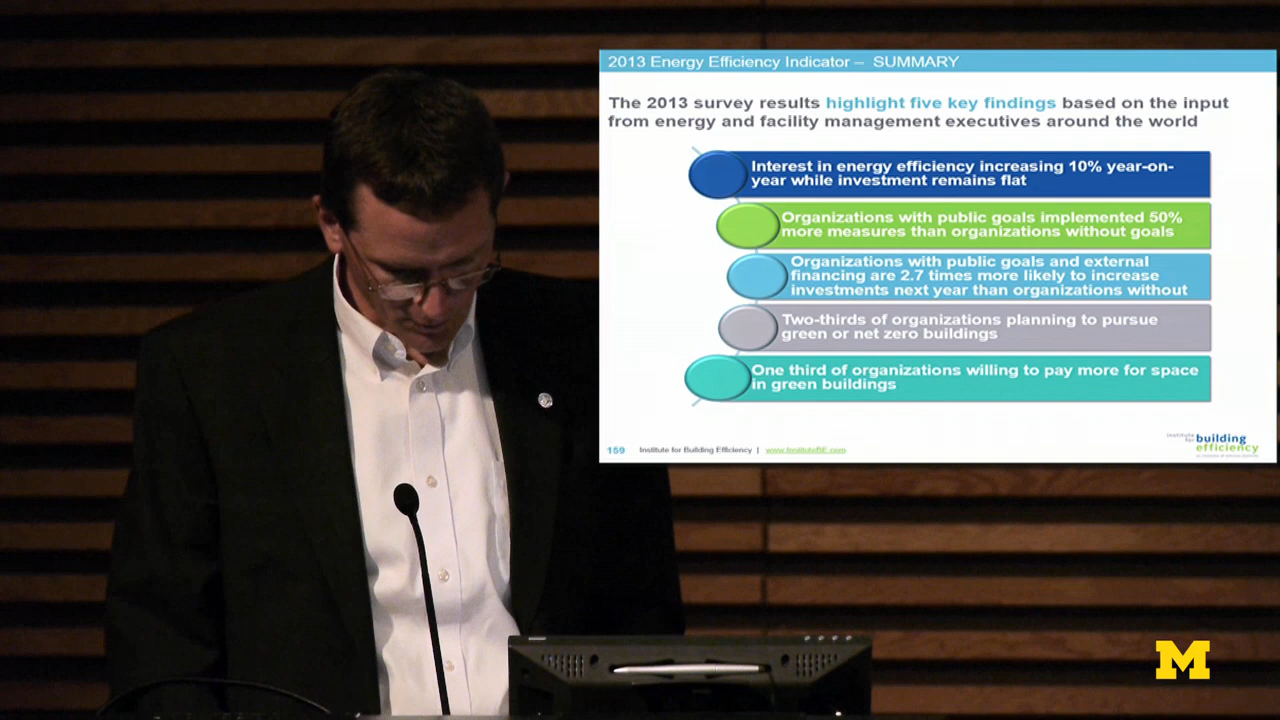 2013 Energy Efficiency Indicator – SUMMARY
The 2013 survey results highlight five key findings based on the input
from energy and facility management executives around the world
Interest in energy efficiency increasing 10% year-on-
year while investment remains flat
Organizations with public goals implemented 50%
more measures than organizations without goals
Organizations with public goals and external
financing are 2.7 times more likely to increase
investments next year than organizations without
Two-thirds of organizations planning to pursue
green or net zero buildings
One third of organizations willing to pay more for space
in green buildings
159 Institute for Building Efficiency | www.InstituteBE.com
institute
for building
efficiency
M